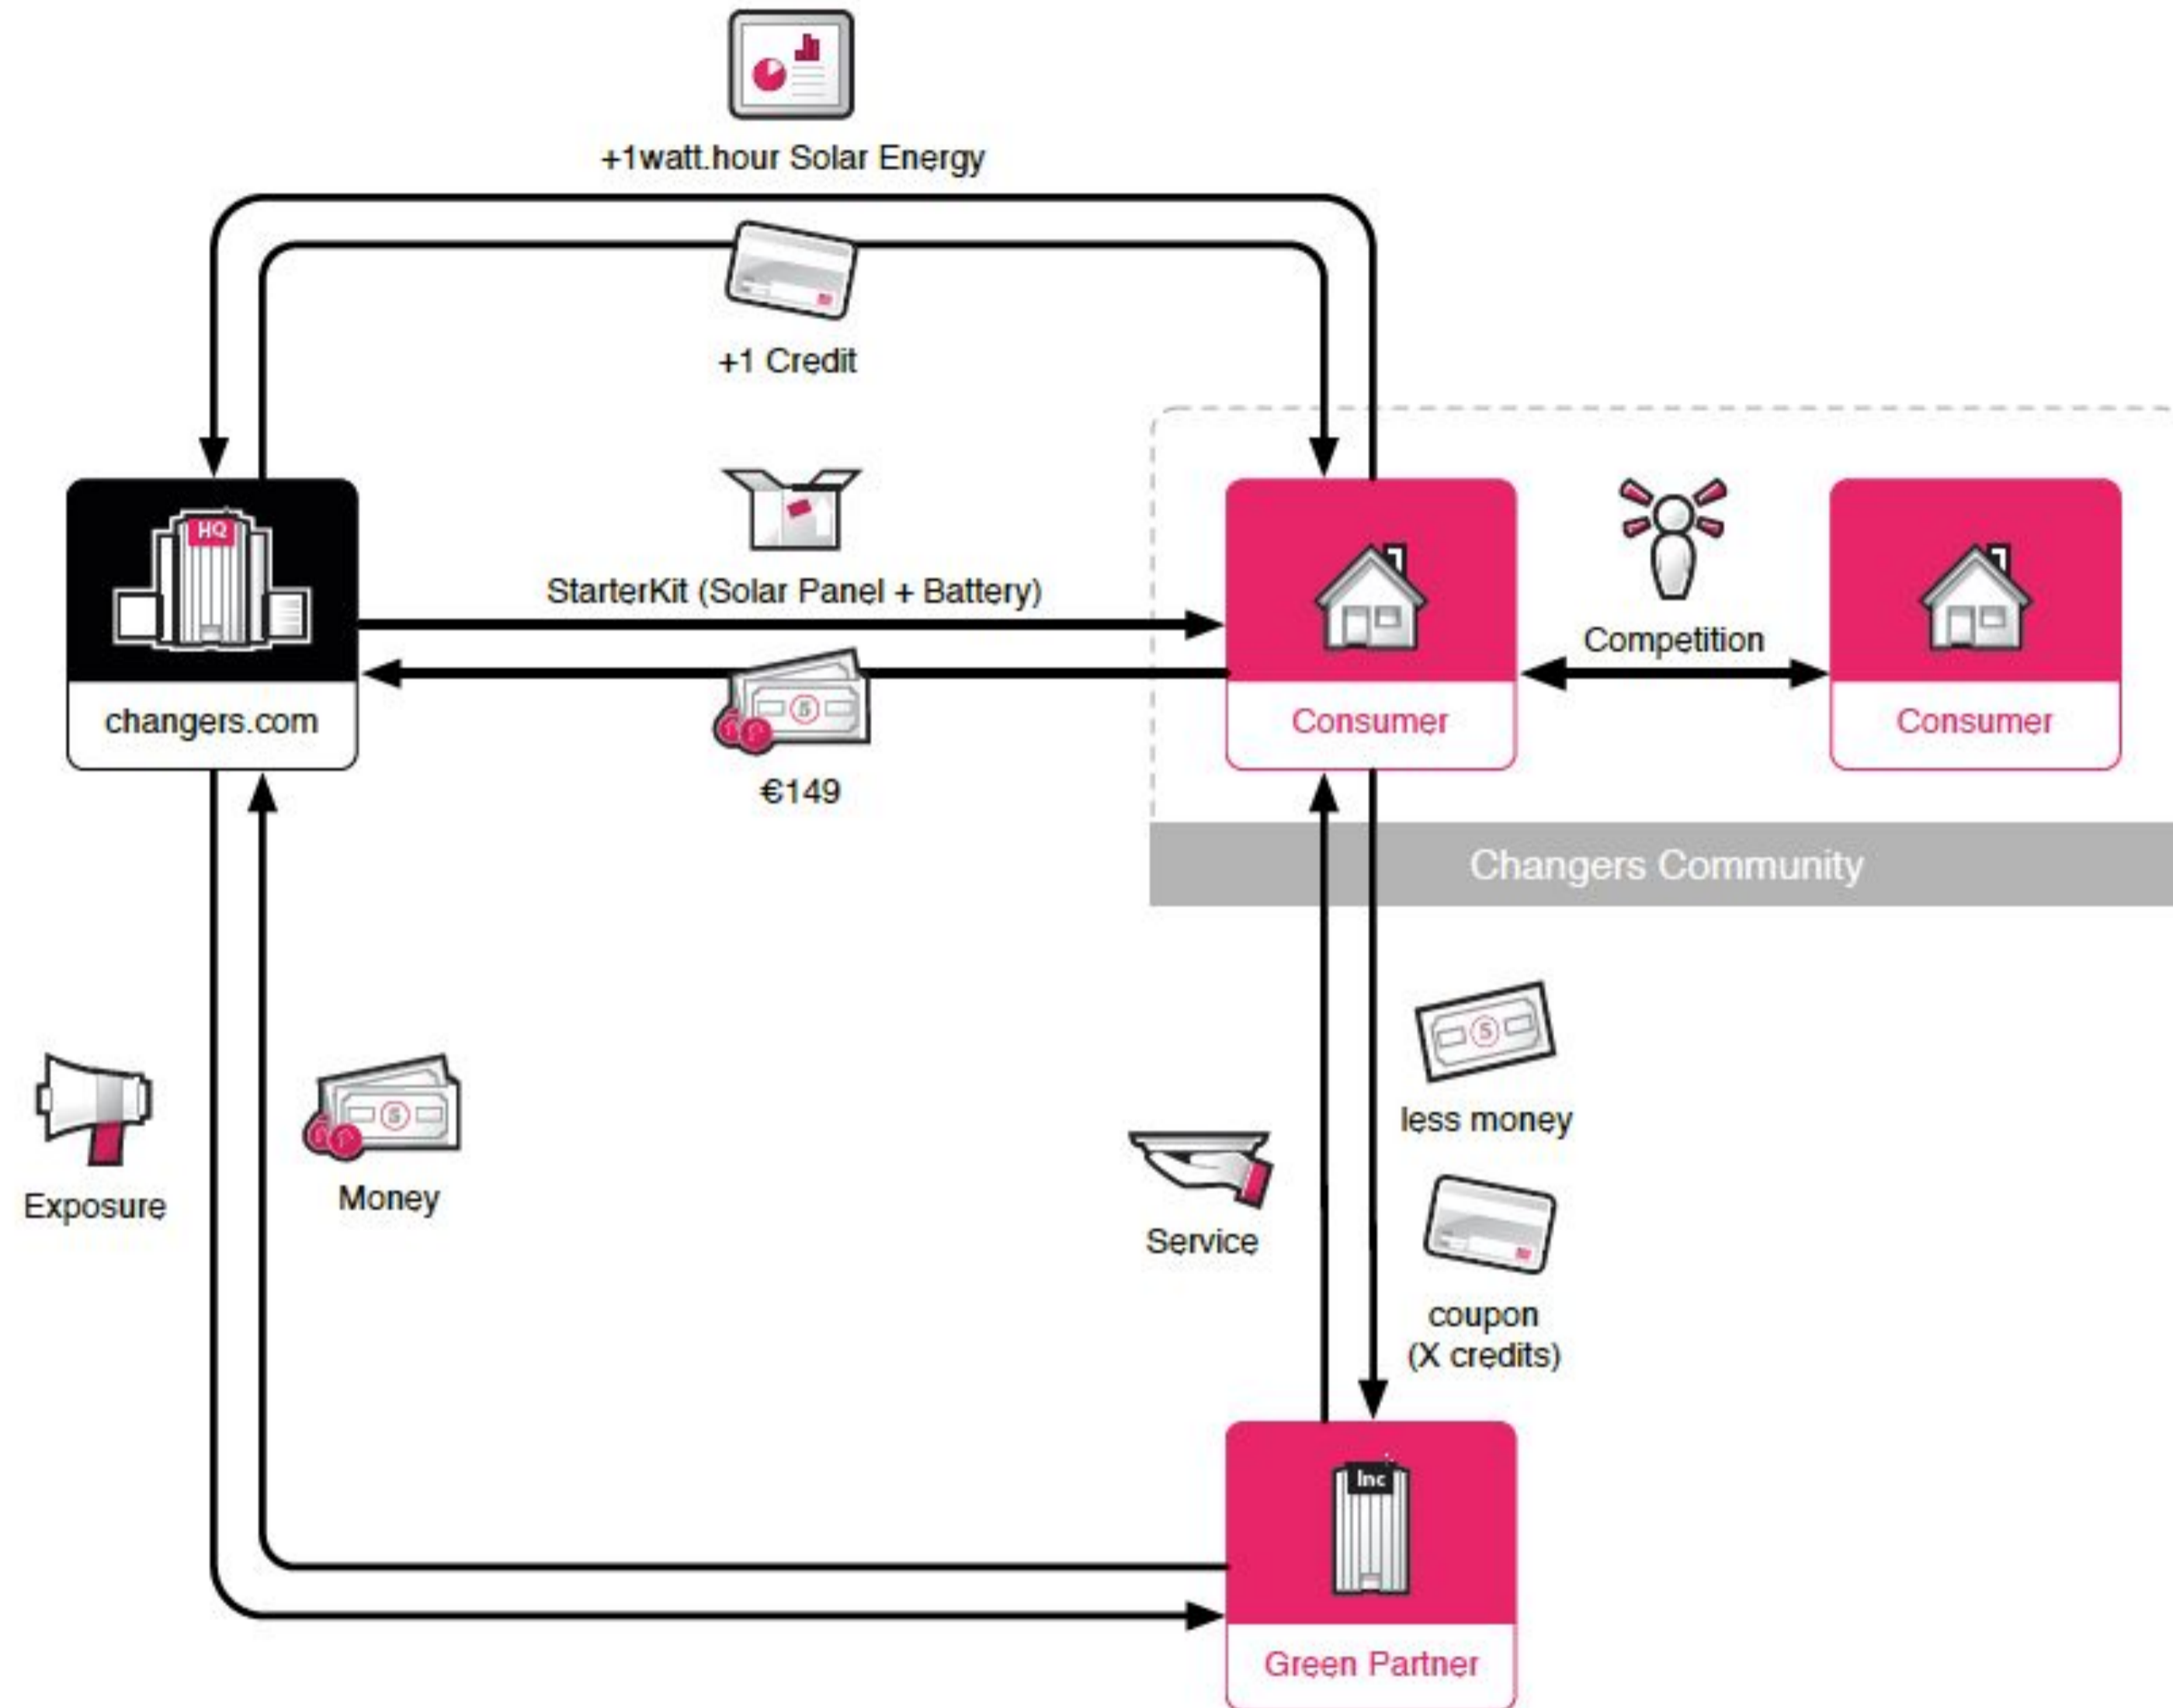 +1watt.hour Solar Energy
+1 Credit
StarterKit (Solar Panel + Battery)
HQ
changers.com
€149
Competition
Consumer
Consumer
Changers Community
Exposure
Money
Service
less money
coupon
(X credits)
Inc
Green Partner